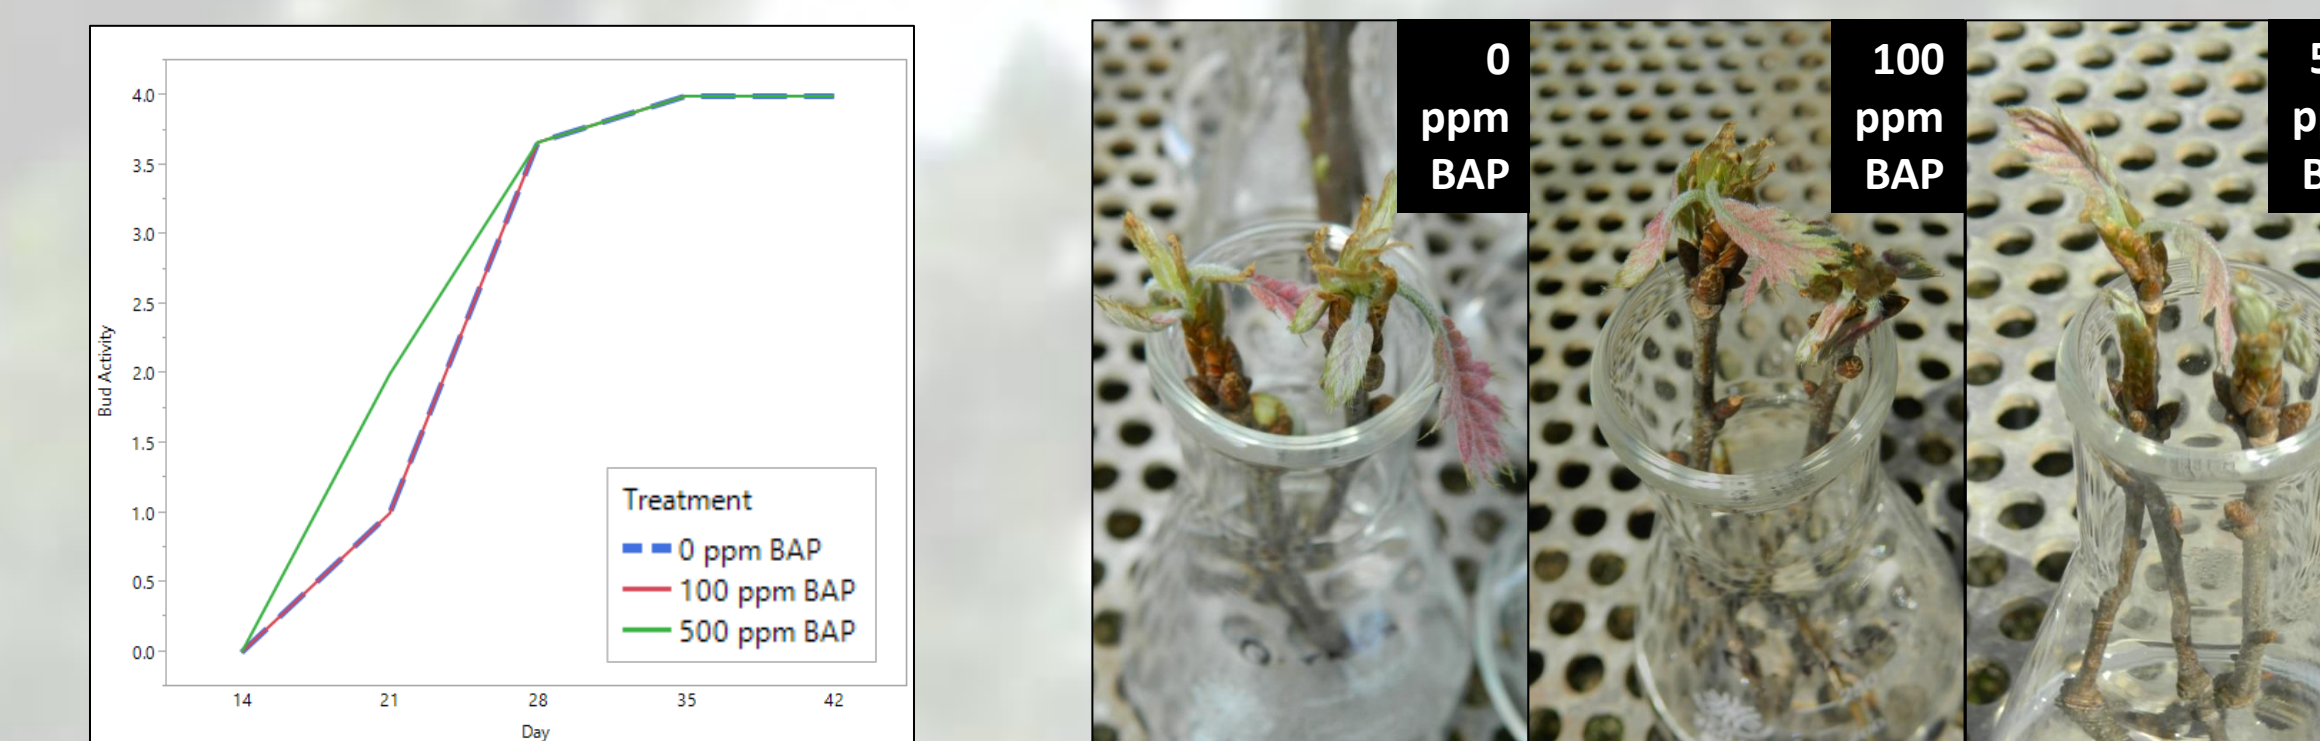 4.0
3.5
3.0
2.5
2.0
1.5
1.0
0.5
0.0
Bud Activity
14 21 28 35 42
Day
Treatment
0 ppm BAP
100 ppm BAP
500 ppm BAP
0
ppm
BAP
100
ppm
BAP